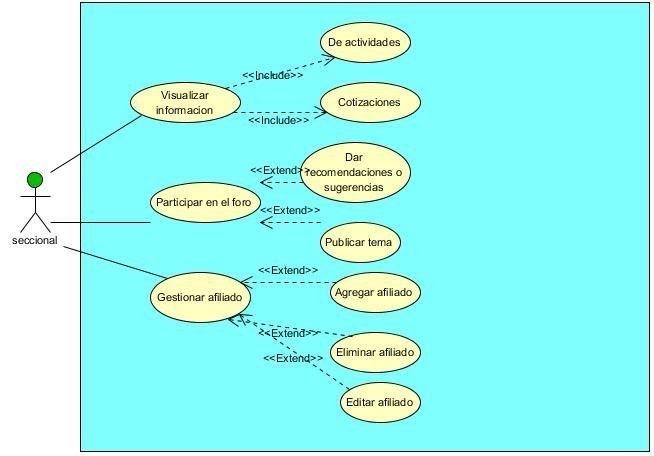 De actividades
<<Include>>
Visualizar
informacion
Cotizaciones
<<Include>>
Dar
recomendaciones o
sugerencias
<<Extend>>
Participar en el foro
<<Extend>>
seccional
Publicar tema
<<Extend>>
Gestionar afiliado
Agregar afiliado
<<Extend>>
Eliminar afiliado
<<Extend>>
Editar afiliado